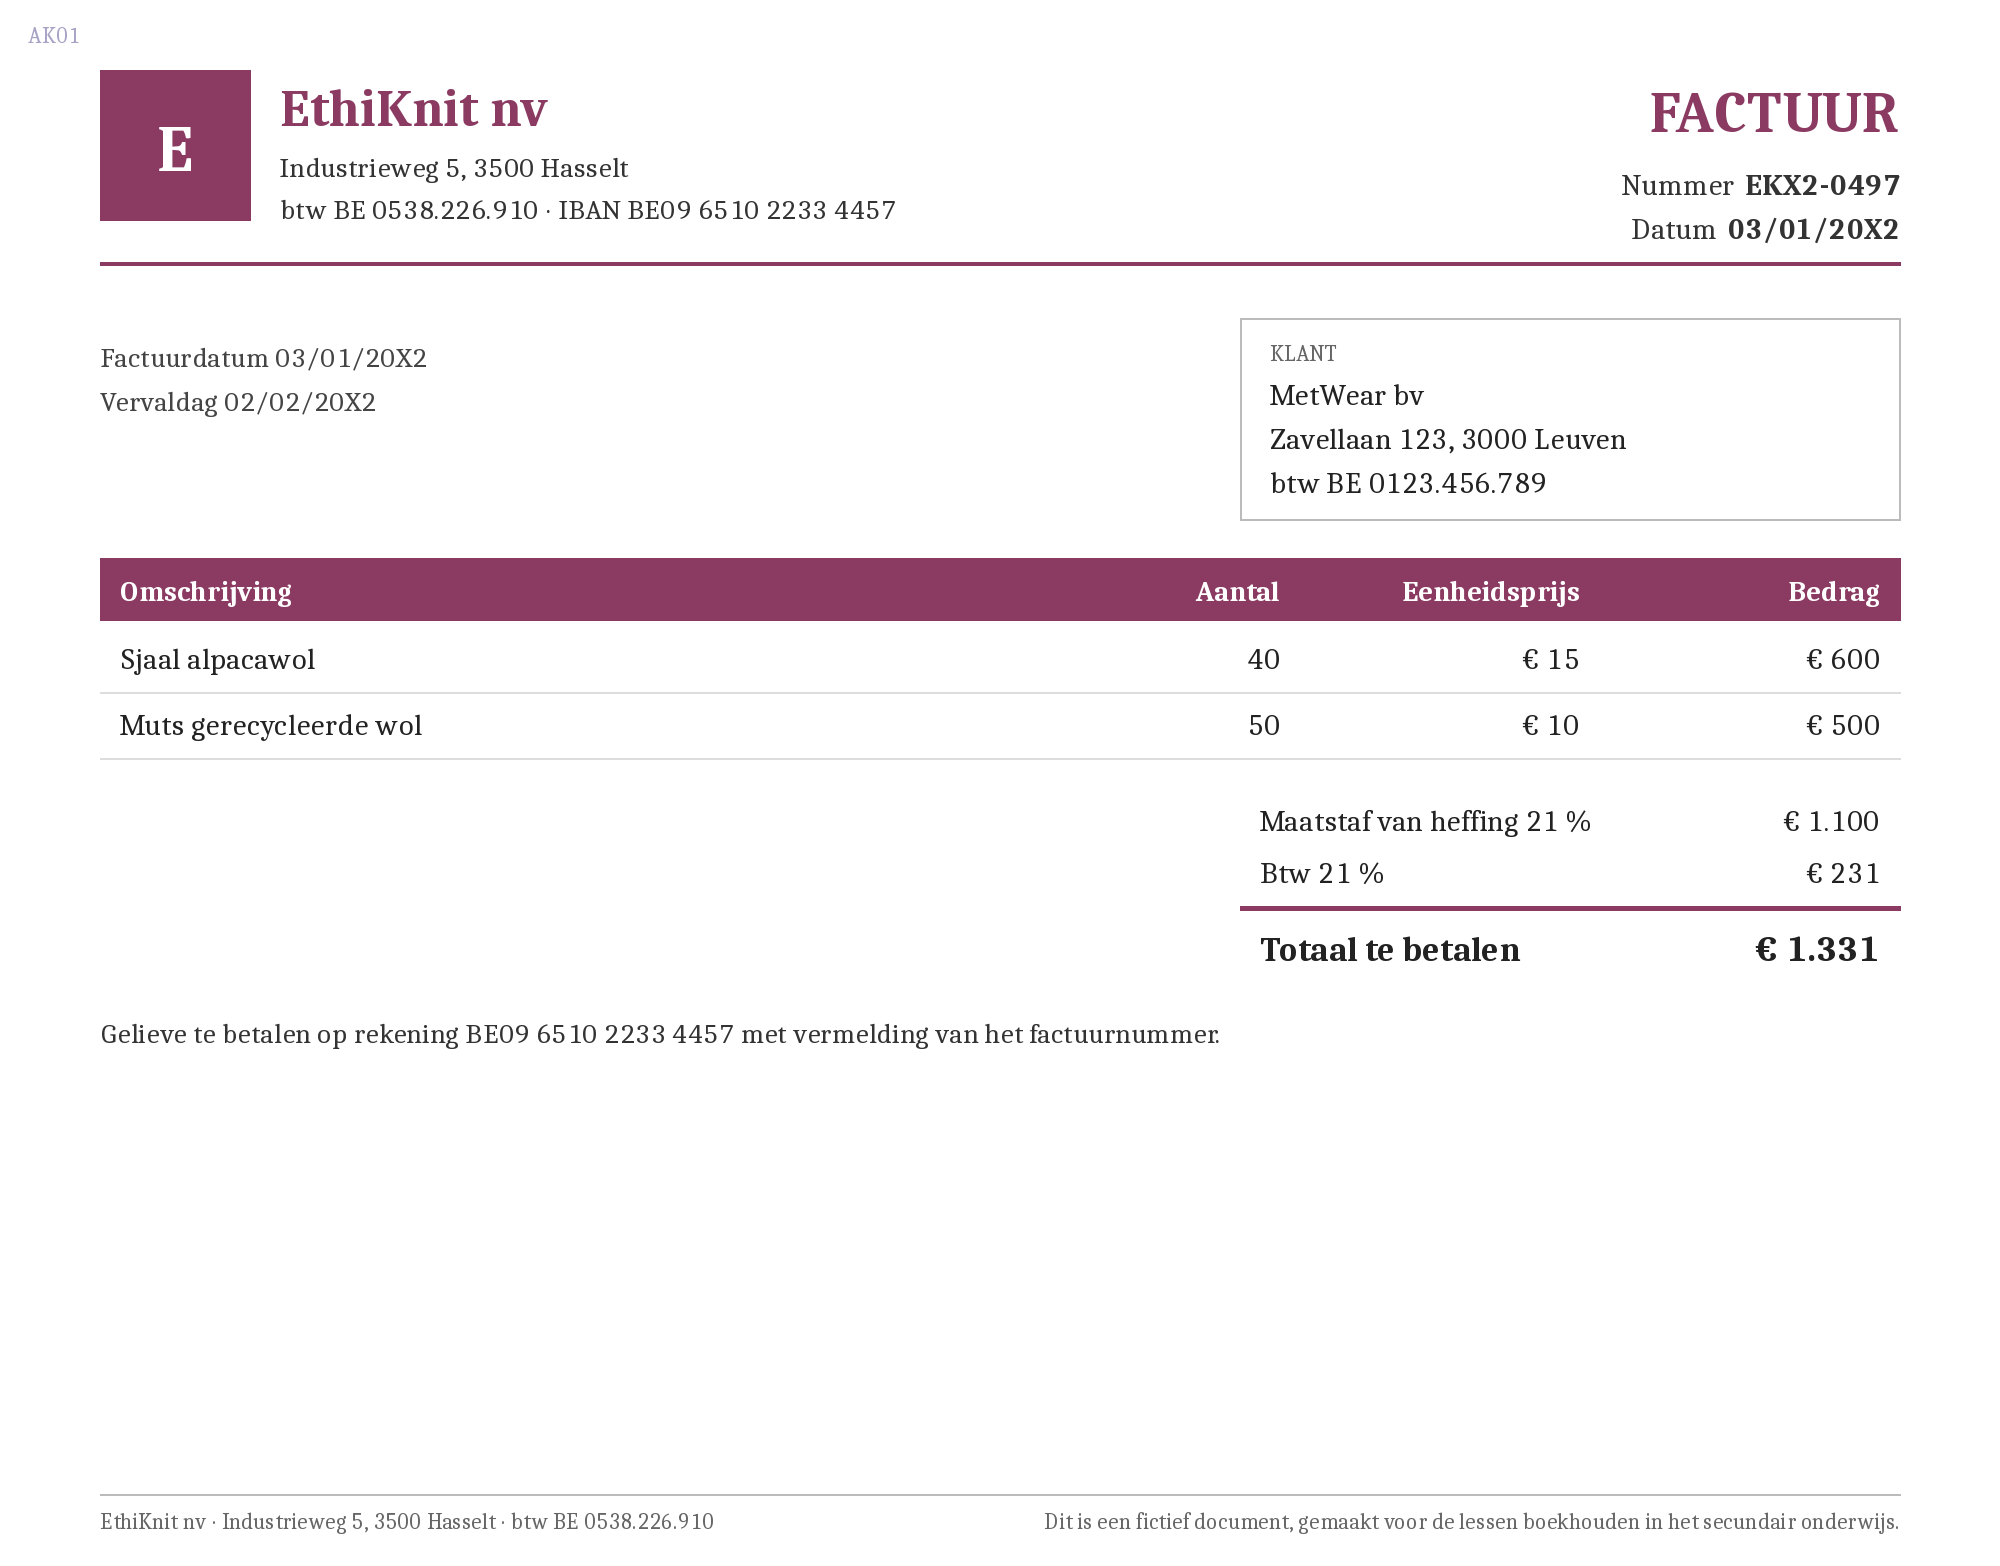 AK01
E
EthiKnit nv
Industrieweg 5, 3500 Hasselt
btw BE 0538.226.910 · IBAN BE09 6510 2233 4457
FACTUUR
Nummer EKX2-0497
Datum 03/01/20X2
Factuurdatum 03/01/20X2
Vervaldag 02/02/20X2
KLANT
MetWear bv
Zavellaan 123, 3000 Leuven
btw BE 0123.456.789
Omschrijving Aantal Eenheidsprijs Bedrag
Sjaal alpacawol 40 € 15 € 600
Muts gerecycleerde wol 50 € 10 € 500
Maatstaf van heffing 21 % € 1.100
Btw 21 % € 231
Totaal te betalen € 1.331
Gelieve te betalen op rekening BE09 6510 2233 4457 met vermelding van het factuurnummer.
EthiKnit nv · Industrieweg 5, 3500 Hasselt · btw BE 0538.226.910
Dit is een fictief document, gemaakt voor de lessen boekhouden in het secundair onderwijs.